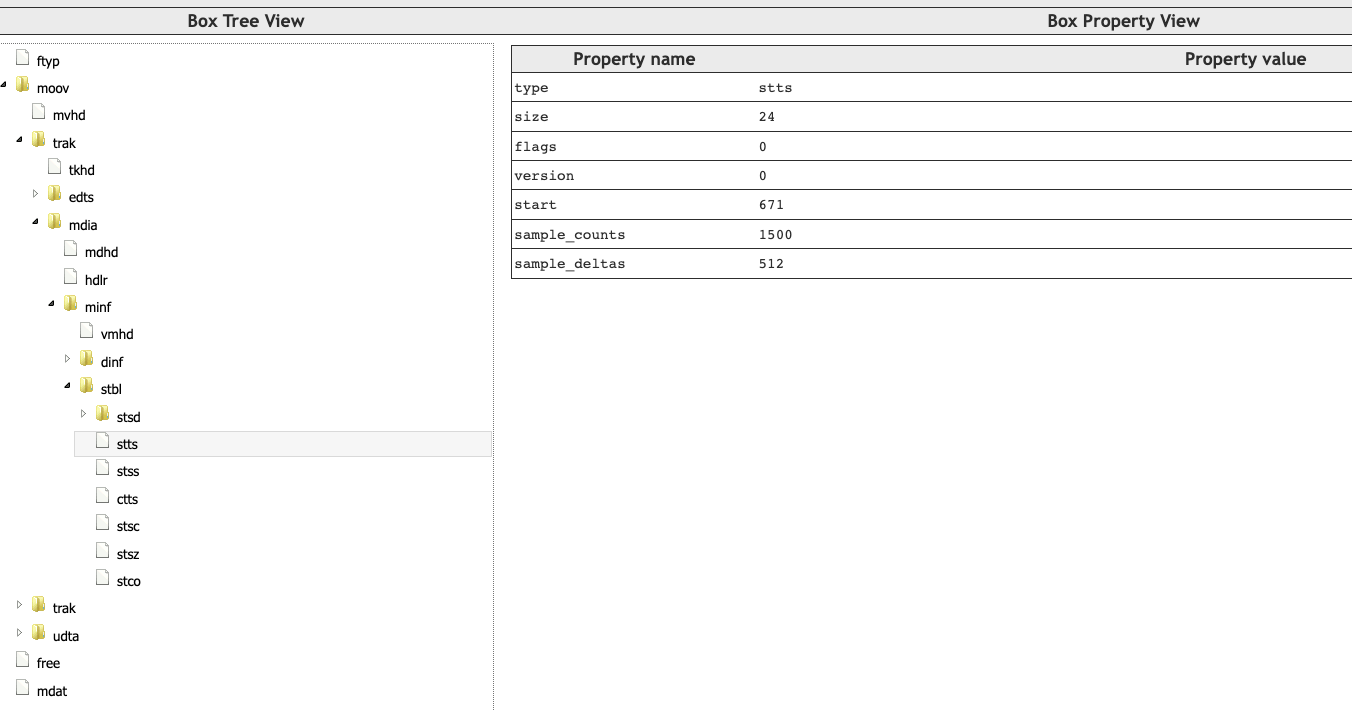 Box Tree View
Box Property View
ftyp
moov
mvhd
trak
tkhd
edts
mdia
mdhd
hdlr
minf
vmhd
dinf
stbl
stsd
stts
stss
ctts
stsc
stsz
stco
trak
udta
free
mdat
Property name Property value
type stts
size 24
flags 0
version 0
start 671
sample_counts 1500
sample_deltas 512